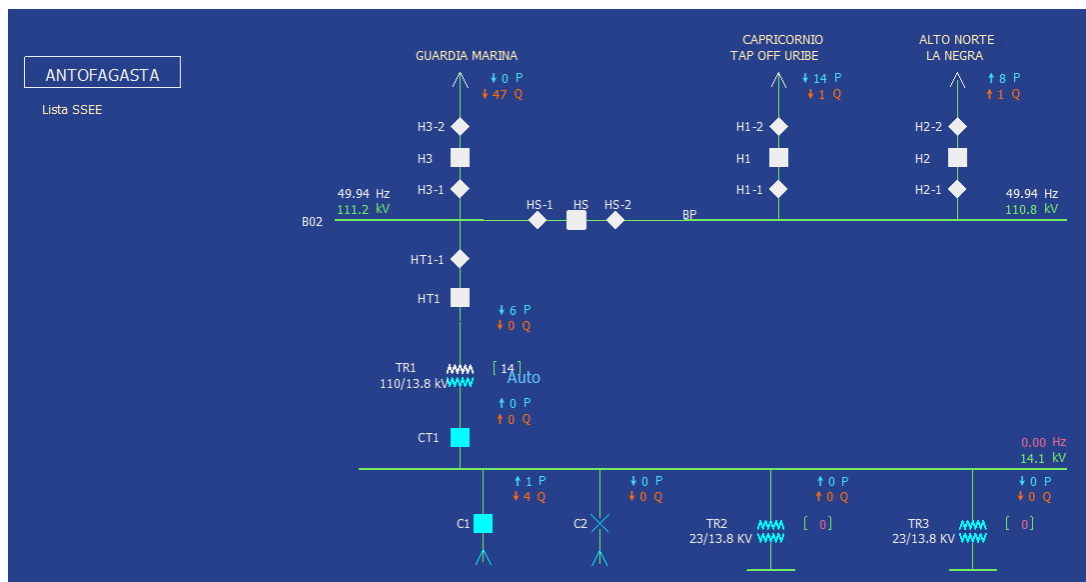 ANTOFAGASTA
Lista SSEE
GUARDIA MARINA
0 P
47 Q
H3-2
H3
H3-1
CAPRICORNIO
TAP OFF URIBE
14 P
1 Q
H1-2
H1
H1-1
ALTO NORTE
LA NEGRA
8 P
1 Q
H2-2
H2
H2-1
49.94 Hz
111.2 kV
B02
HS-1 HS HS-2
BP
49.94 Hz
110.8 kV
HT1-1
HT1
6 P
0 Q
TR1
110/13.8 kV
[ 14 ]
Auto
0 P
0 Q
CT1
0.00 Hz
14.1 kV
1 P
4 Q
C1
0 P
0 Q
C2
0 P
0 Q
TR2
23/13.8 KV
[ 0]
0 P
0 Q
TR3
23/13.8 KV
[ 0]